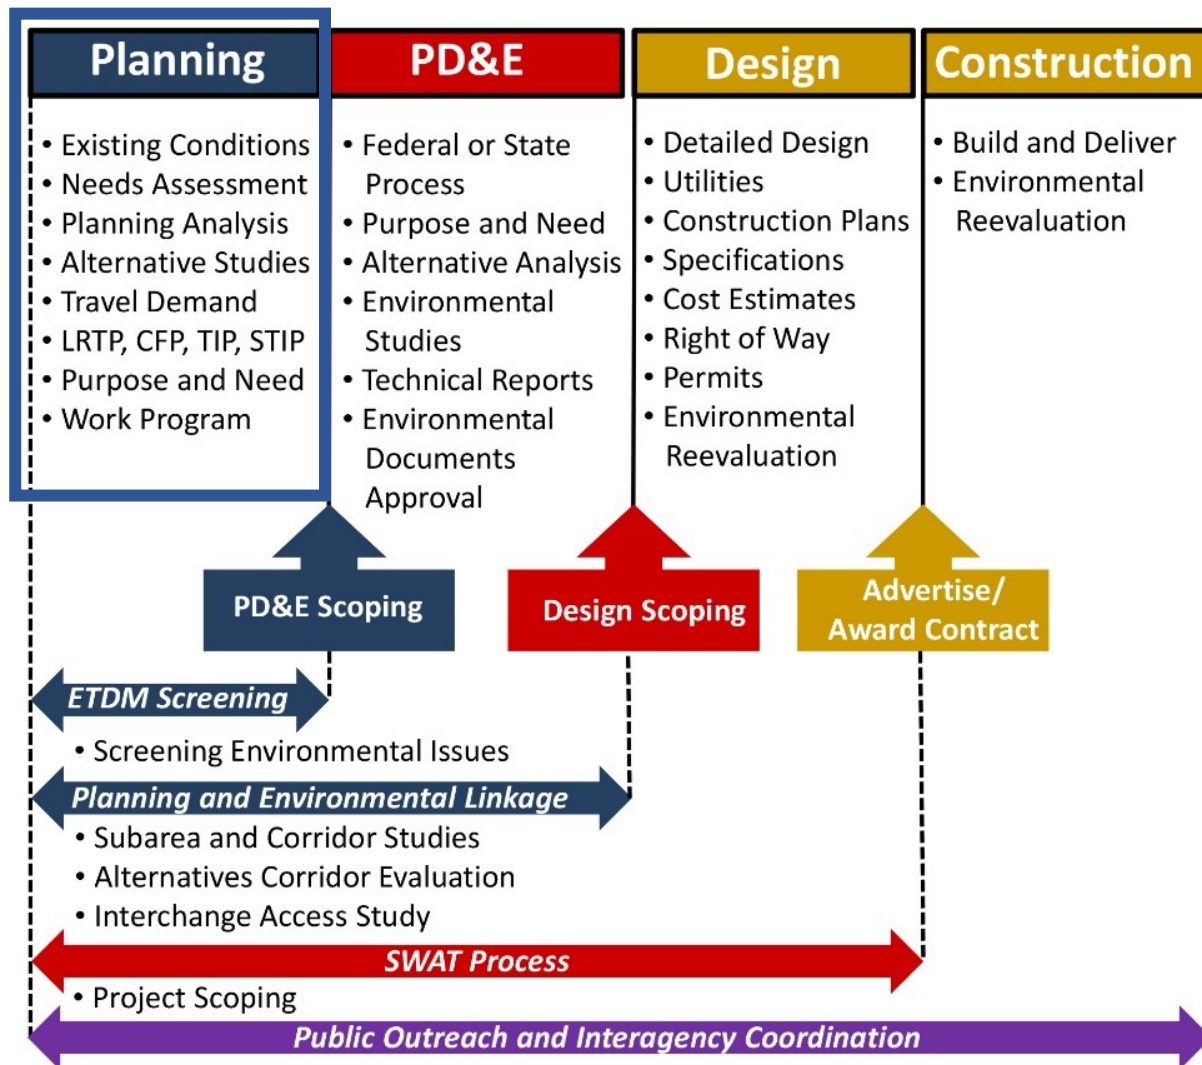 Planning
• Existing Conditions
• Needs Assessment
• Planning Analysis
• Alternative Studies
• Travel Demand
• LRTP, CFP, TIP, STIP
• Purpose and Need
• Work Program
PD&E
• Federal or State
Process
• Purpose and Need
• Alternative Analysis
• Environmental
Studies
• Technical Reports
• Environmental
Documents
Approval
Design
• Detailed Design
• Utilities
• Construction Plans
• Specifications
• Cost Estimates
• Right of Way
• Permits
• Environmental
Reevaluation
Construction
• Build and Deliver
• Environmental
Reevaluation
PD&E Scoping
Design Scoping
Advertise/
Award Contract
ETDM Screening
• Screening Environmental Issues
Planning and Environmental Linkage
• Subarea and Corridor Studies
• Alternatives Corridor Evaluation
• Interchange Access Study
SWAT Process
• Project Scoping
Public Outreach and Interagency Coordination